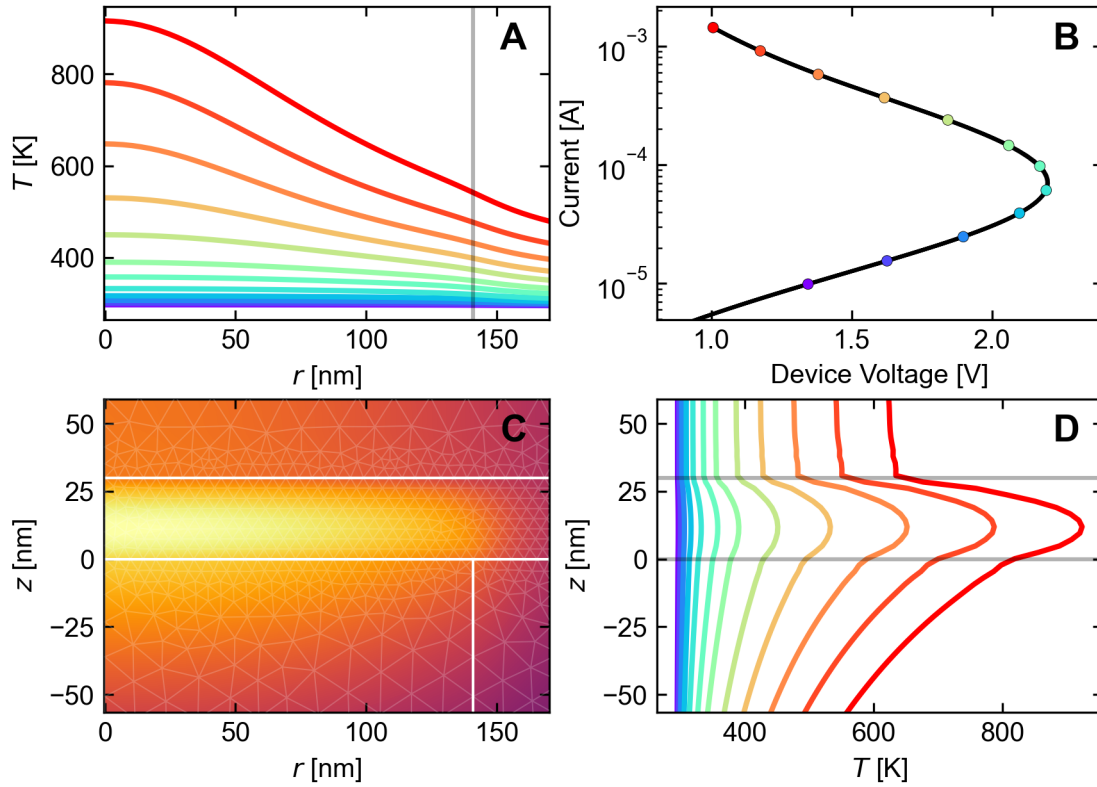 A
T [K]
800
600
400
0 50 100 150
r [nm]
B
Current [A]
10⁻³
10⁻⁴
10⁻⁵
1.0 1.5 2.0
Device Voltage [V]
C
z [nm]
50
25
0
−25
−50
0 50 100 150
r [nm]
D
z [nm]
50
25
0
−25
−50
400 600 800
T [K]